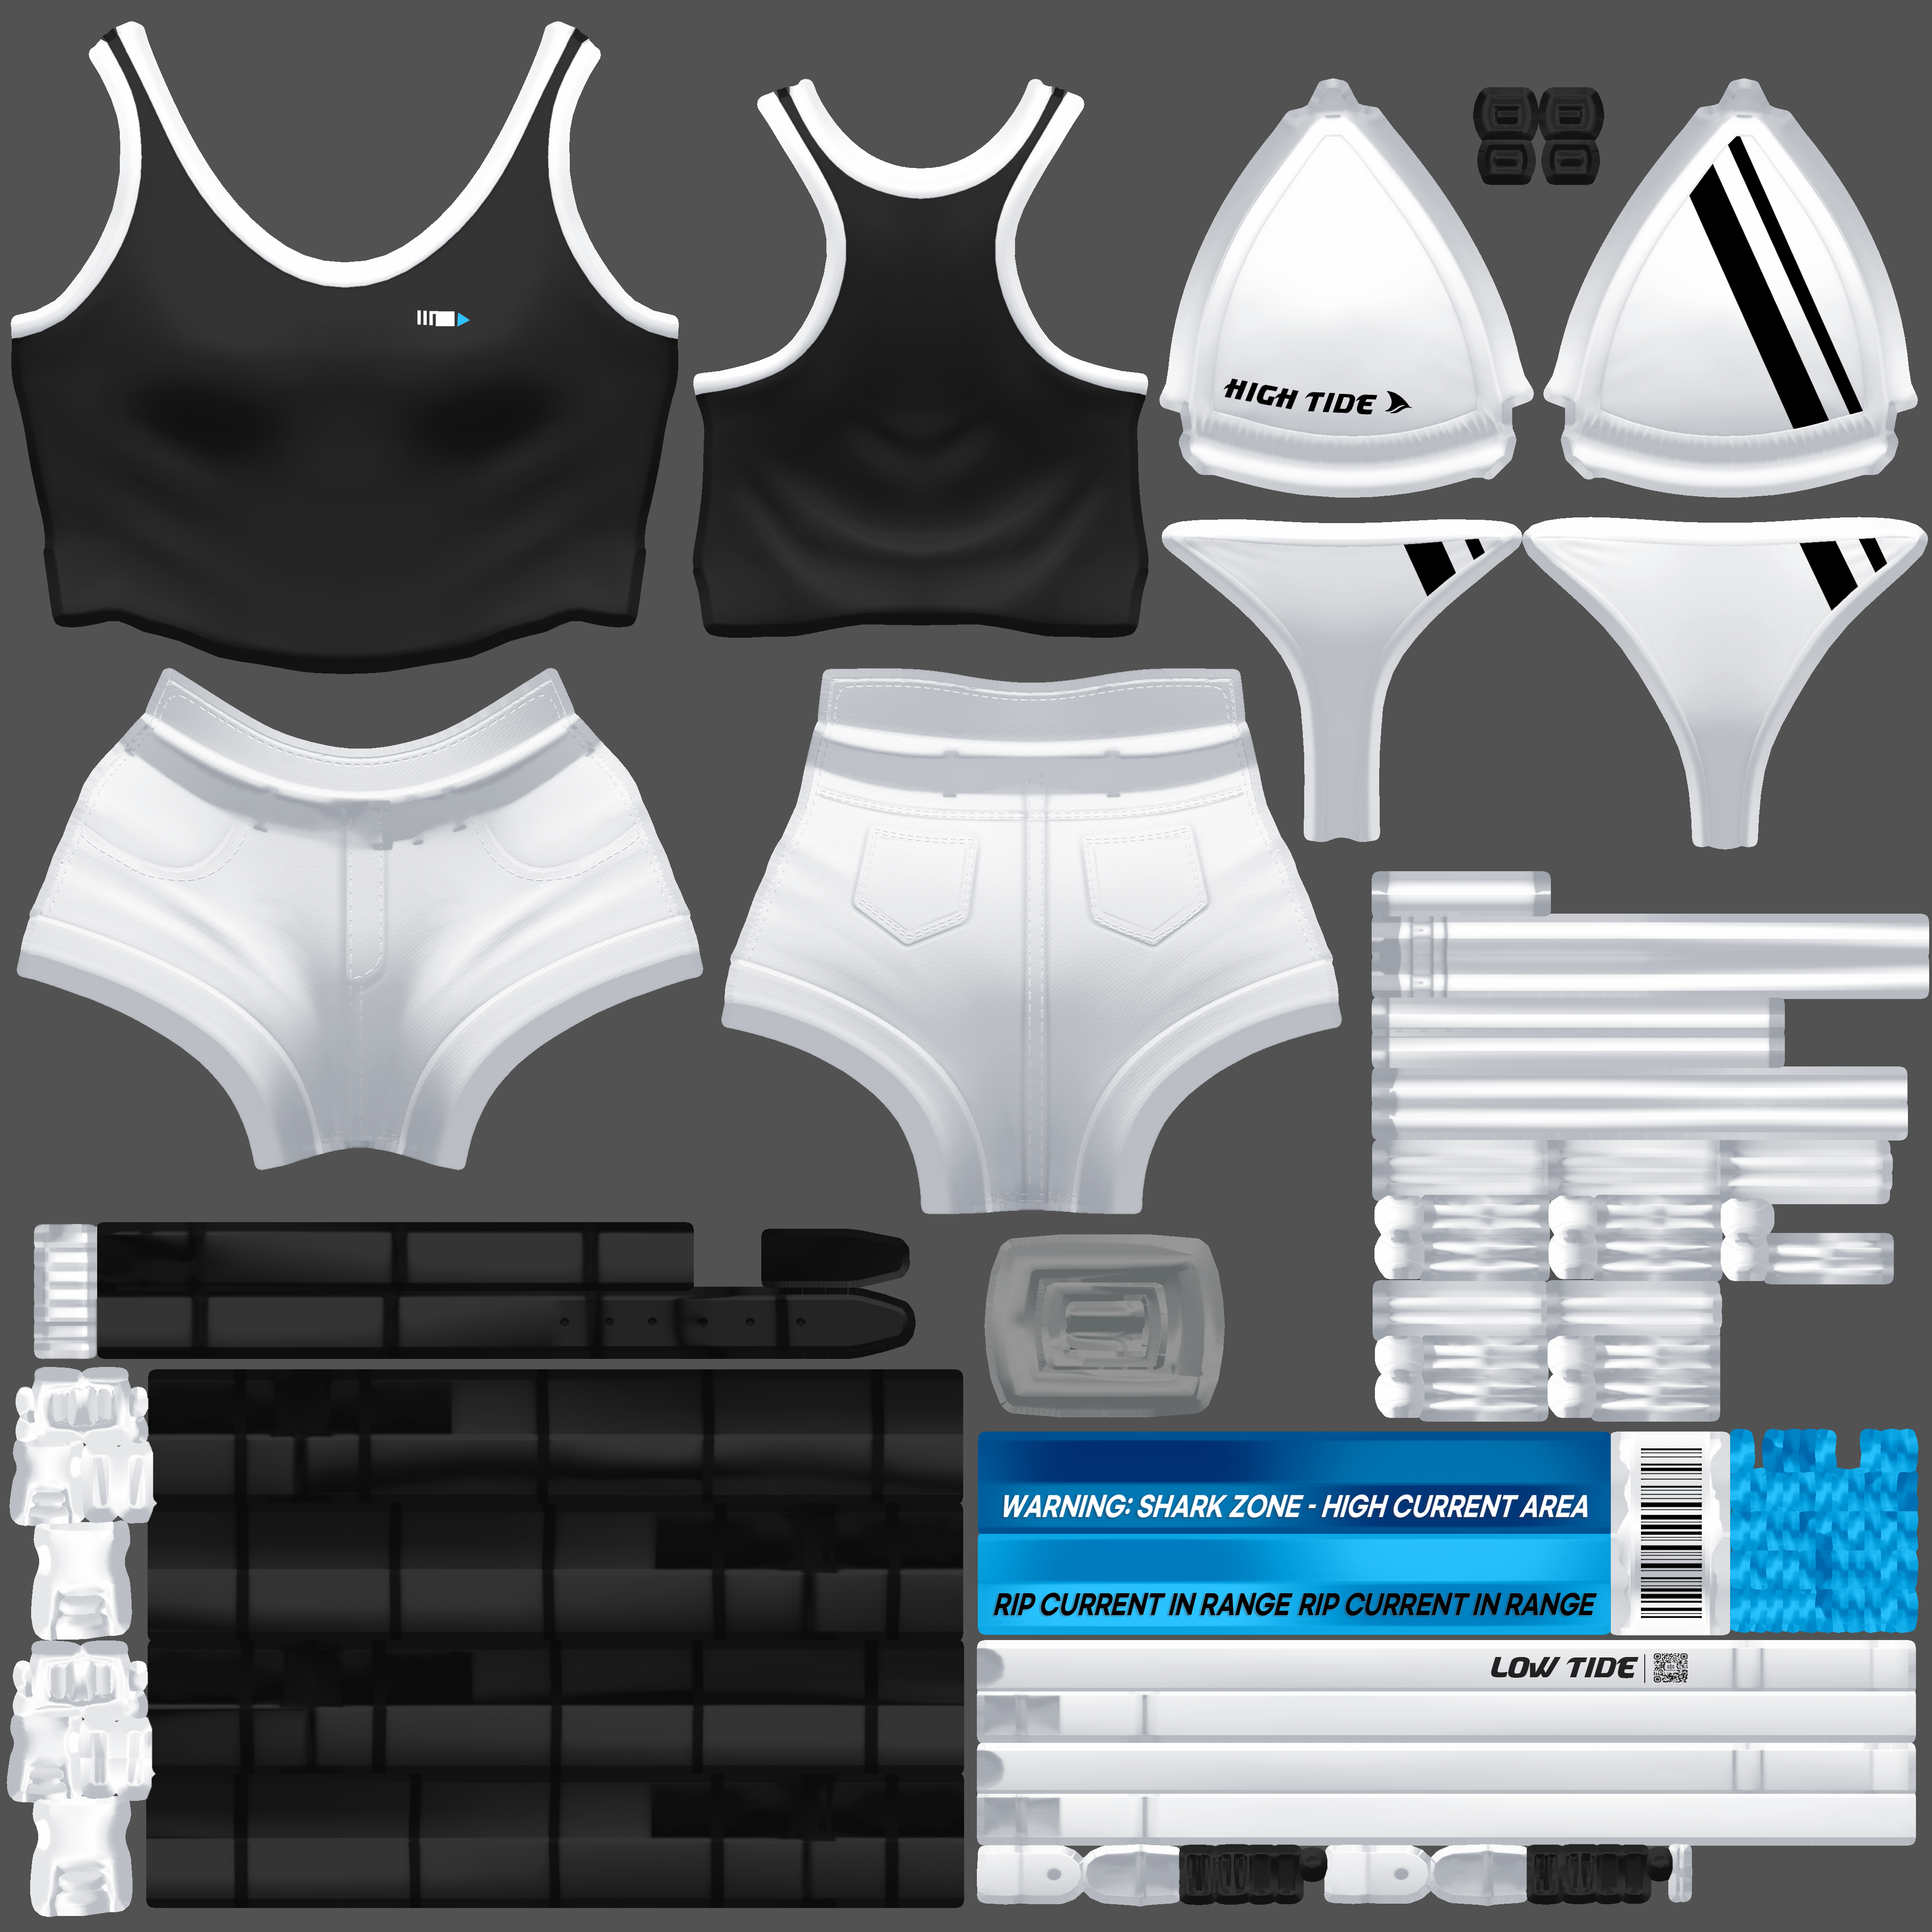 HIGH TIDE
WARNING: SHARK ZONE - HIGH CURRENT AREA
RIP CURRENT IN RANGE RIP CURRENT IN RANGE
LOW TIDE